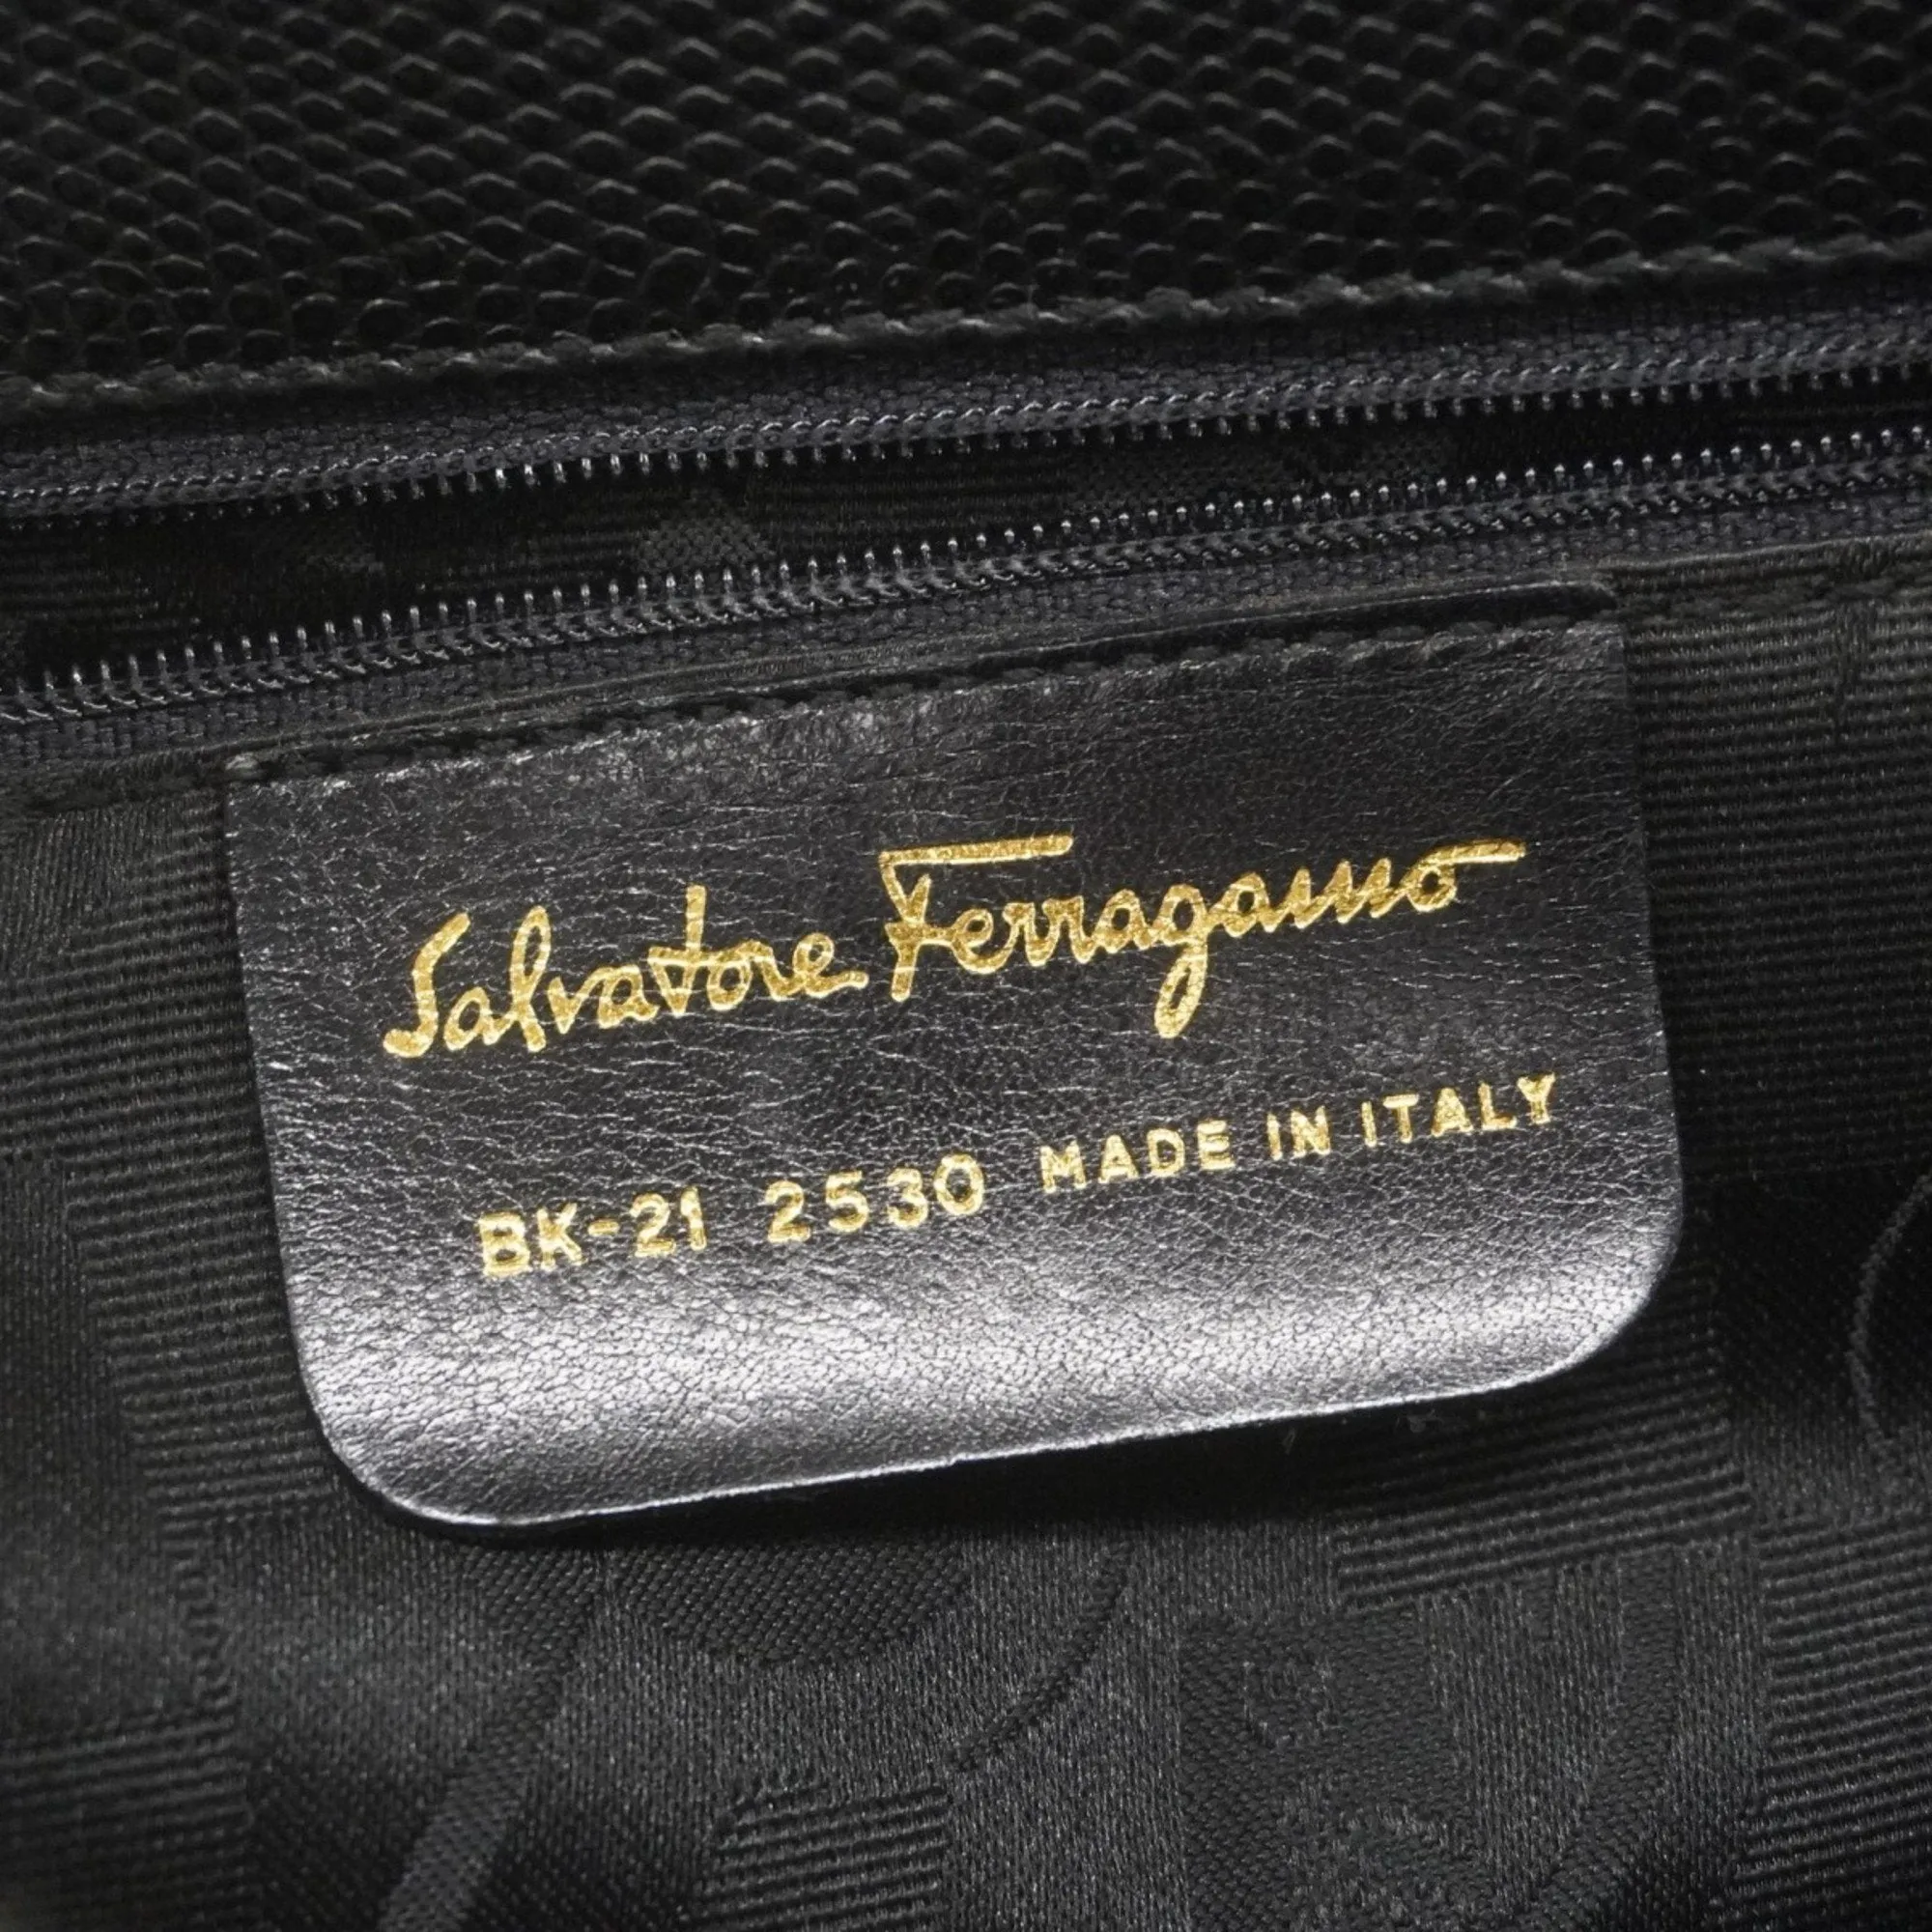 Salvatore Ferragamo
BK-21 2530 MADE IN ITALY